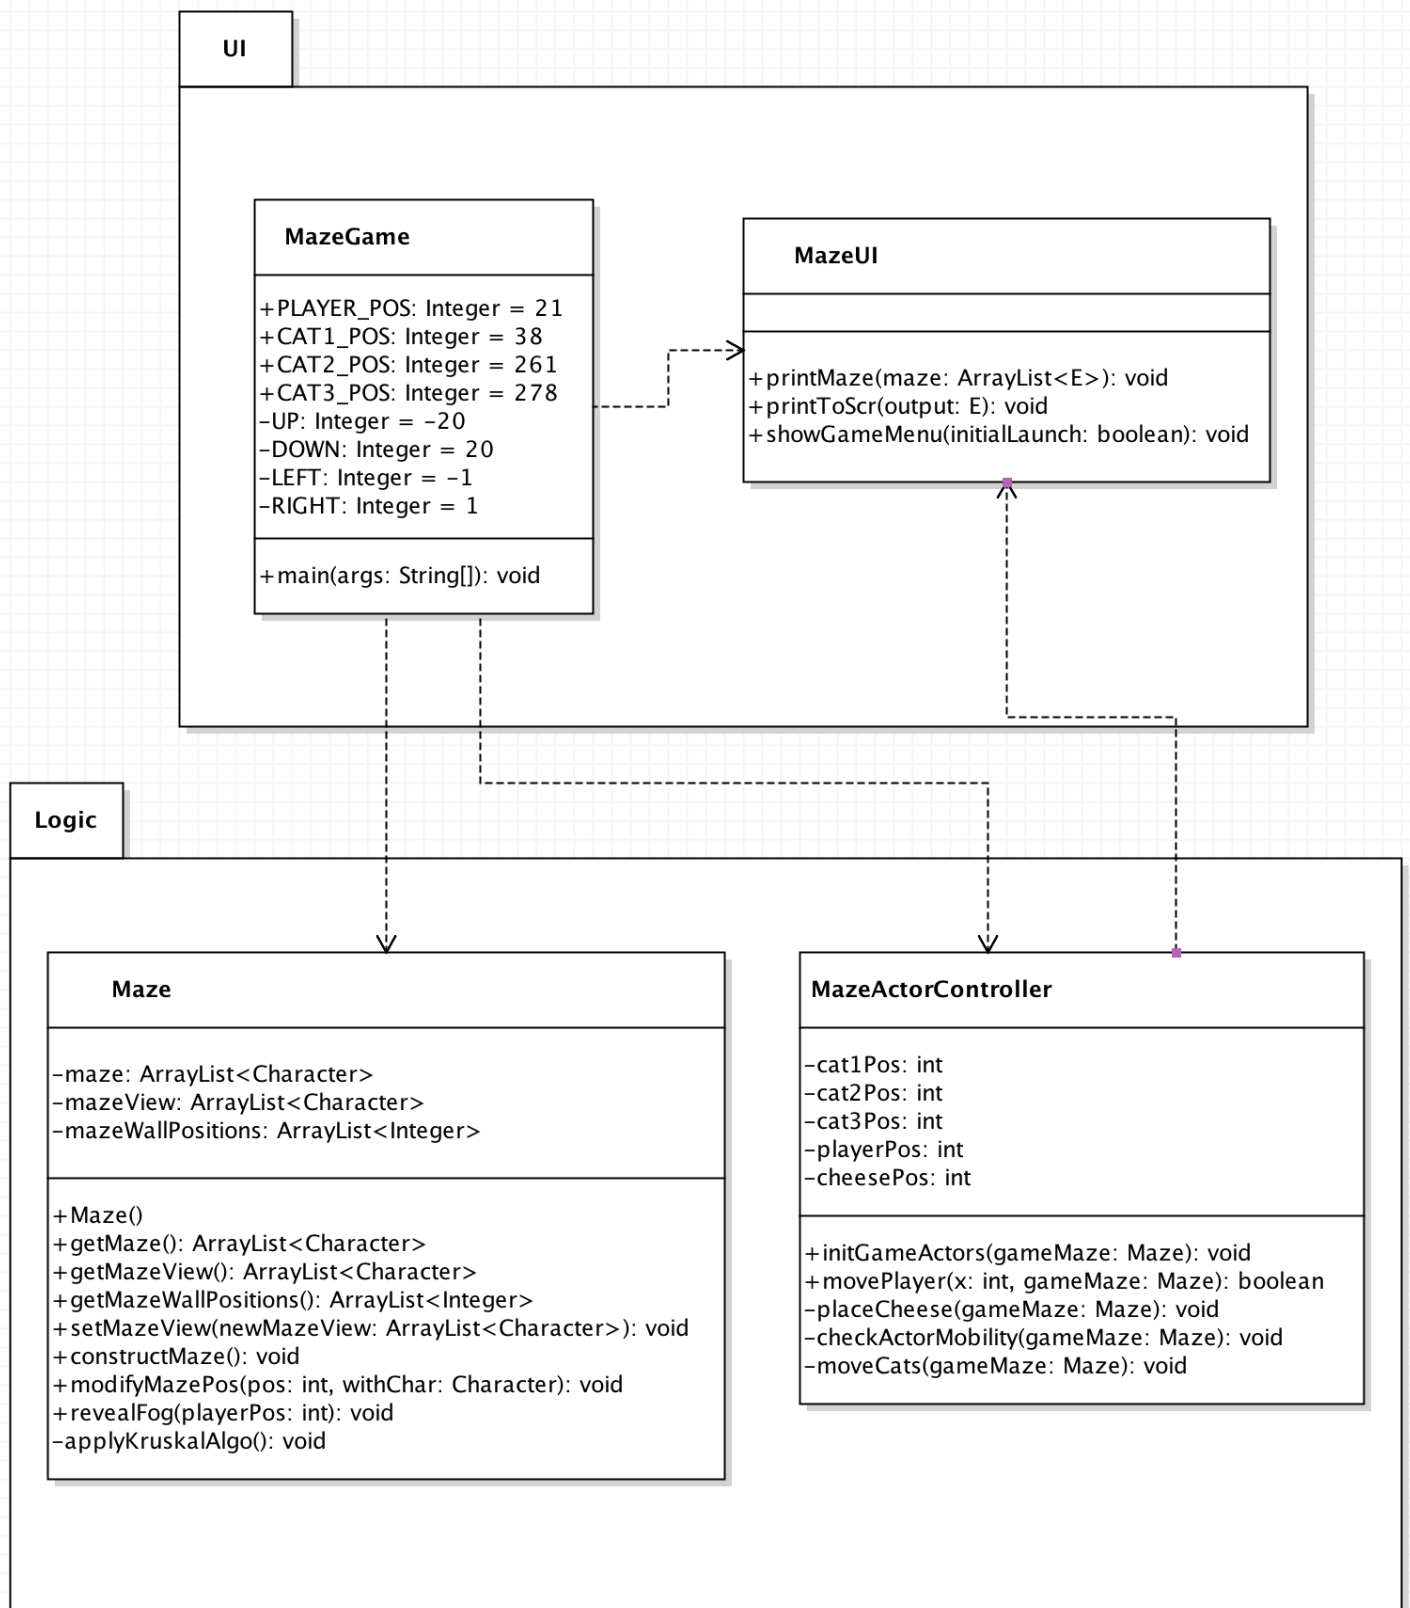 UI
MazeGame
+PLAYER_POS: Integer = 21
+CAT1_POS: Integer = 38
+CAT2_POS: Integer = 261
+CAT3_POS: Integer = 278
-UP: Integer = -20
-DOWN: Integer = 20
-LEFT: Integer = -1
-RIGHT: Integer = 1
+main(args: String[]): void
MazeUI
+printMaze(maze: ArrayList<E>): void
+printToScr(output: E): void
+showGameMenu(initialLaunch: boolean): void
Logic
Maze
-maze: ArrayList<Character>
-mazeView: ArrayList<Character>
-mazeWallPositions: ArrayList<Integer>
+Maze()
+getMaze(): ArrayList<Character>
+getMazeView(): ArrayList<Character>
+getMazeWallPositions(): ArrayList<Integer>
+setMazeView(newMazeView: ArrayList<Character>): void
+constructMaze(): void
+modifyMazePos(pos: int, withChar: Character): void
+revealFog(playerPos: int): void
-applyKruskalAlgo(): void
MazeActorController
-cat1Pos: int
-cat2Pos: int
-cat3Pos: int
-playerPos: int
-cheesePos: int
+initGameActors(gameMaze: Maze): void
+movePlayer(x: int, gameMaze: Maze): boolean
-placeCheese(gameMaze: Maze): void
-checkActorMobility(gameMaze: Maze): void
-moveCats(gameMaze: Maze): void